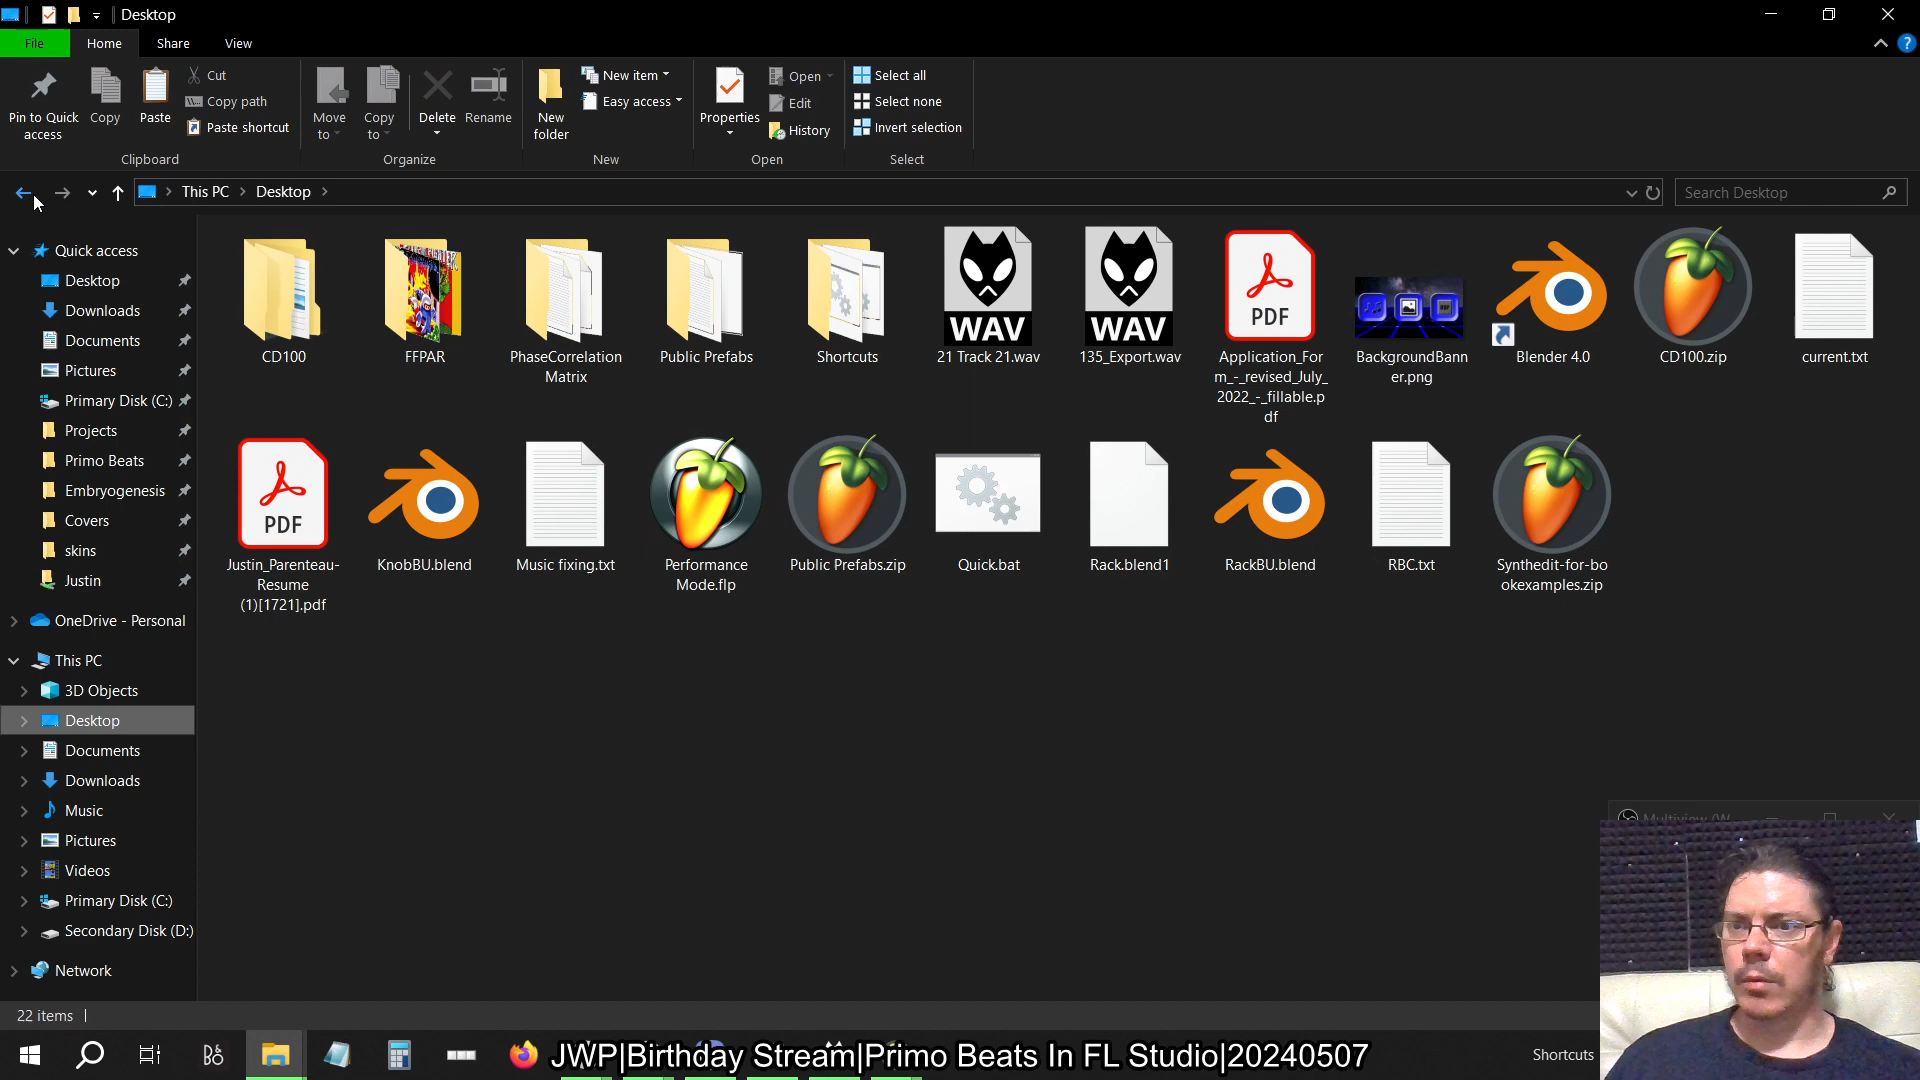 Desktop
File
Home
Share
View
Pin to Quick
access
Copy
Paste
Cut
Copy path
Paste shortcut
Move
to
Copy
to
Delete
Rename
New
folder
New item
Easy access
Properties
Open
Edit
History
Select all
Select none
Invert selection
Clipboard
Organize
New
Open
Select
This PC
Desktop
Search Desktop
Quick access
Desktop
Downloads
Documents
Pictures
Primary Disk (C:)
Projects
Primo Beats
Embryogenesis
Covers
skins
Justin
OneDrive - Personal
This PC
3D Objects
Desktop
Documents
Downloads
Music
Pictures
Videos
Primary Disk (C:)
Secondary Disk (D:)
Network
CD100
FFPAR
PhaseCorrelation
Matrix
Public Prefabs
Shortcuts
WAV
21 Track 21.wav
WAV
135_Export.wav
PDF
Application_For
m_-_revised_July_
2022_-_fillable.p
df
BackgroundBann
er.png
Blender 4.0
CD100.zip
current.txt
PDF
Justin_Parenteau-
Resume
(1)[1721].pdf
KnobBU.blend
Music fixing.txt
Performance
Mode.flp
Public Prefabs.zip
Quick.bat
Rack.blend1
RackBU.blend
RBC.txt
Synthedit-for-bo
okexamples.zip
Multiview (W
22 items
JWP|Birthday Stream|Primo Beats In FL Studio|20240507
Shortcuts